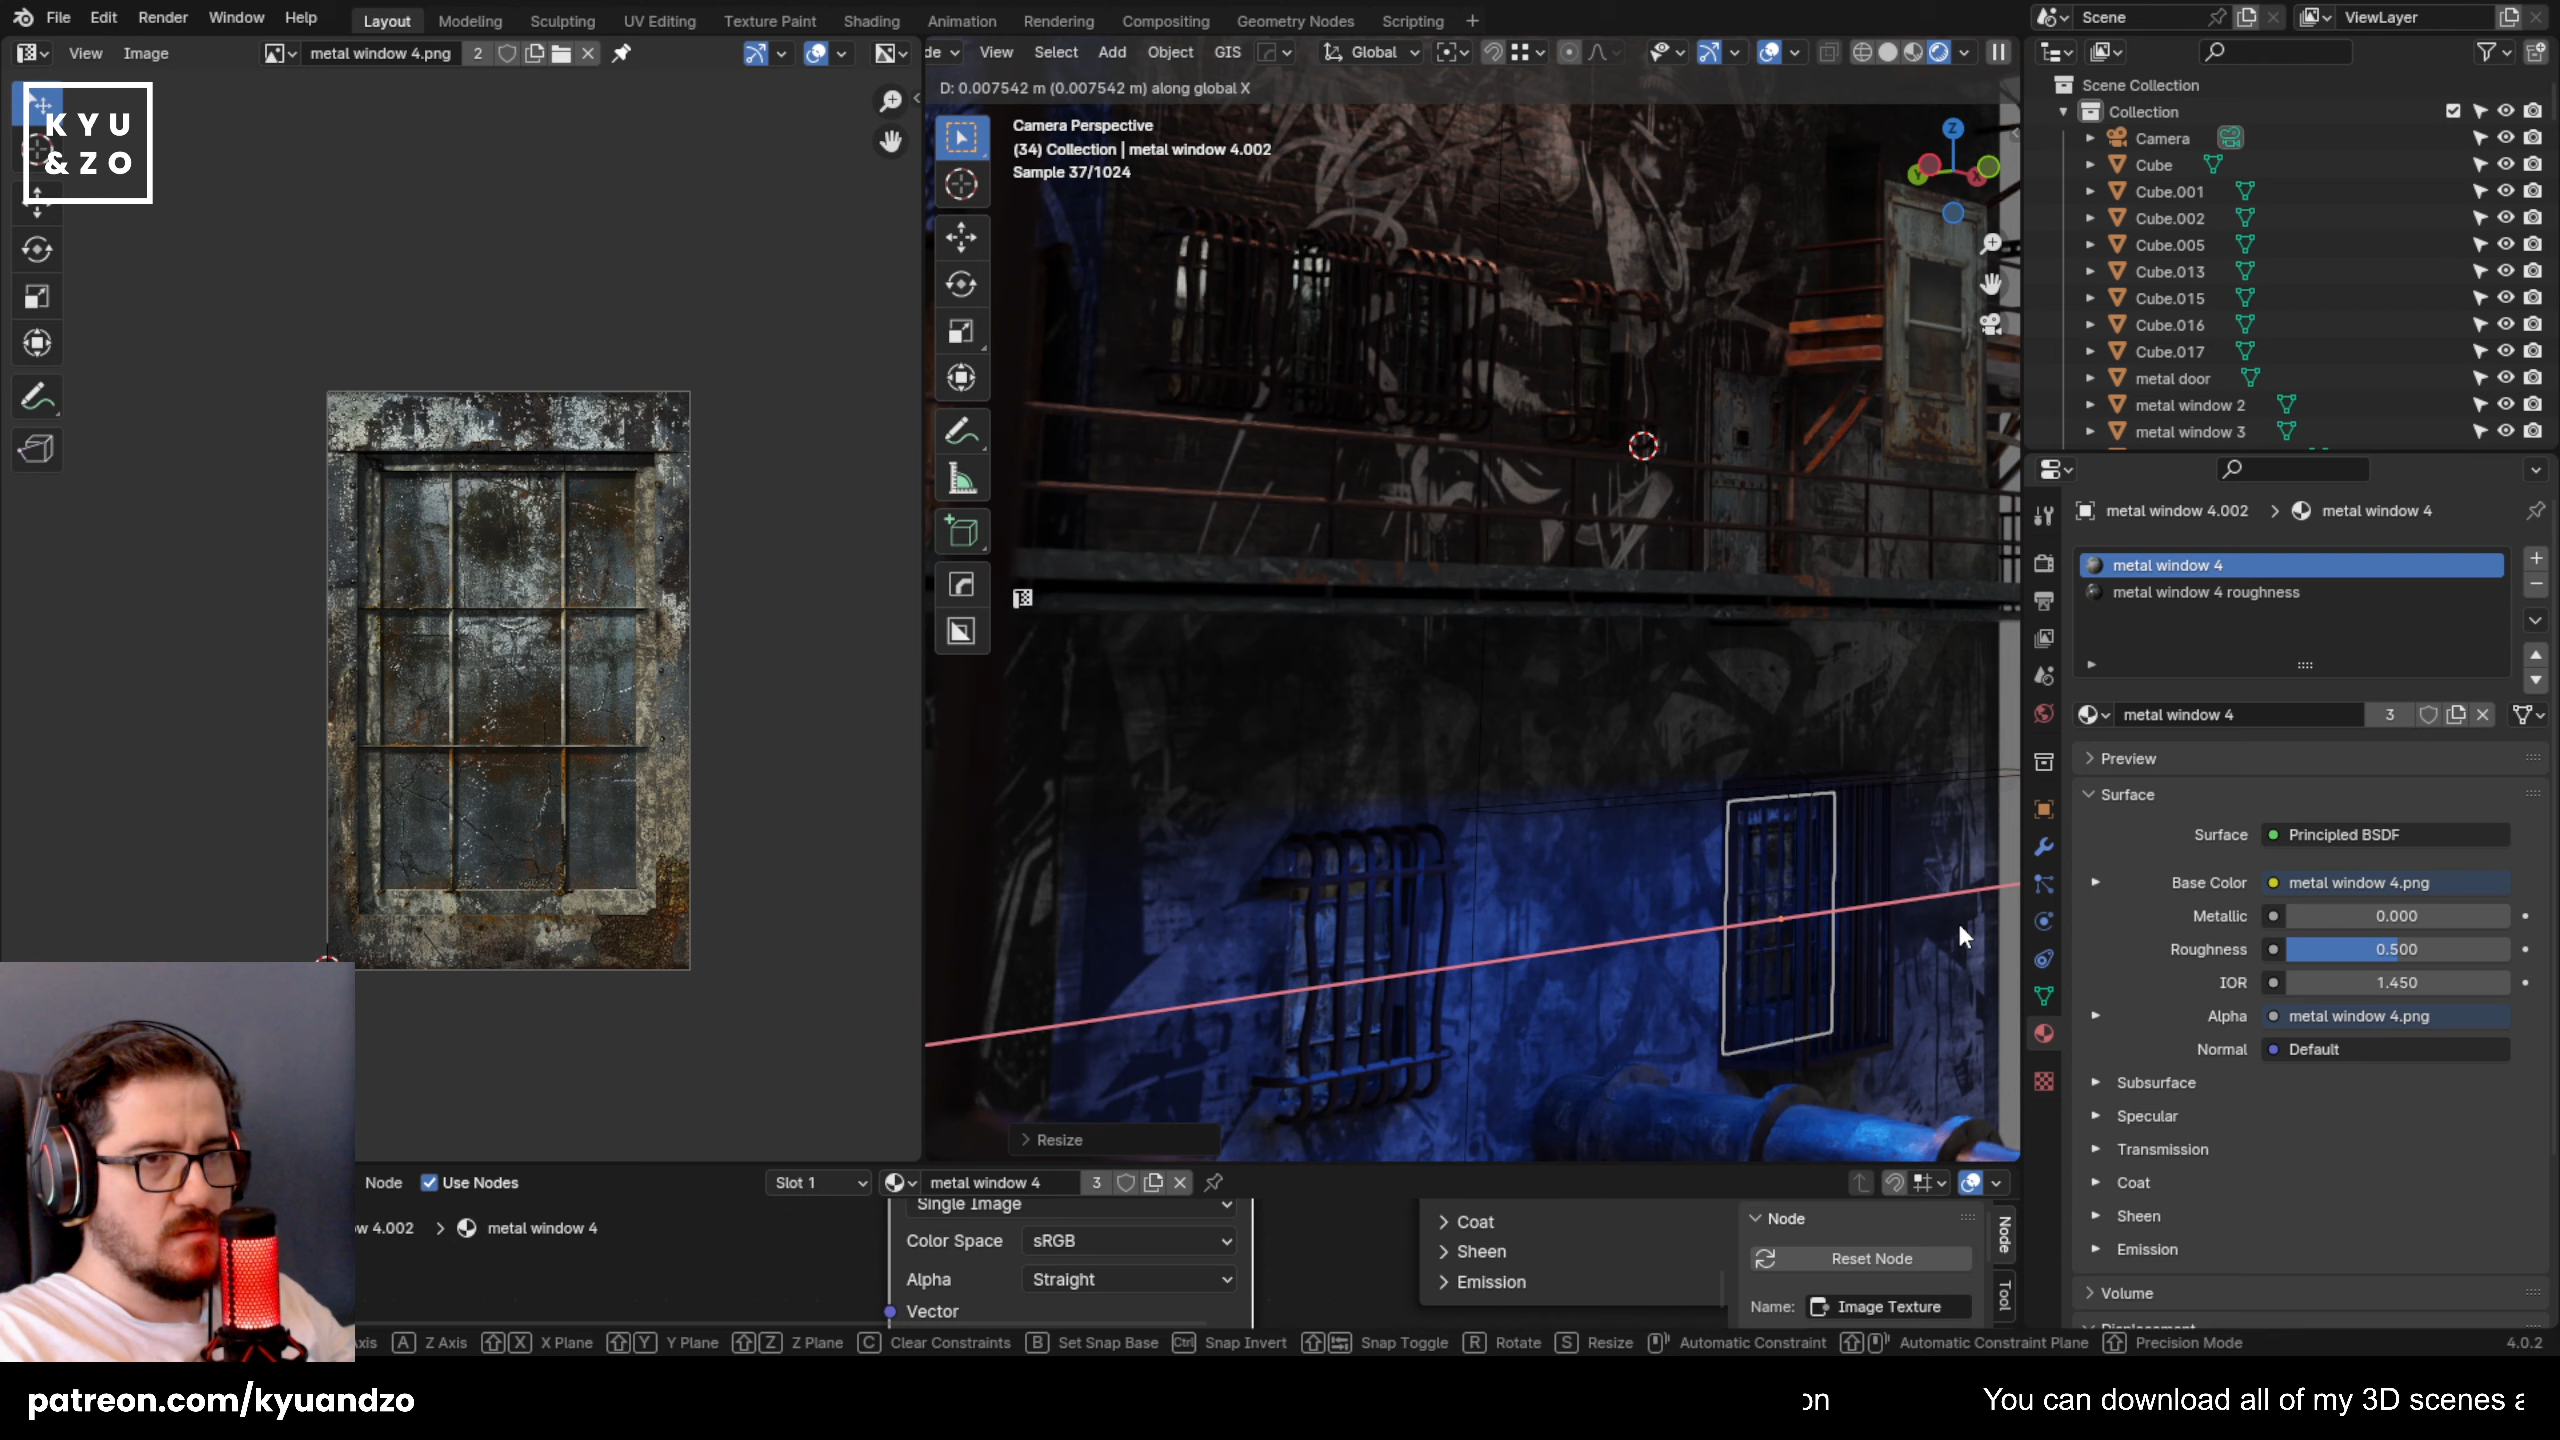 File Edit Render Window Help
Layout Modeling Sculpting UV Editing Texture Paint Shading Animation Rendering Compositing Geometry Nodes Scripting
Scene
ViewLayer
View Image
metal window 4.png 2
de View Select Add Object GIS
Global
KYU
&ZO
D: 0.007542 m (0.007542 m) along global X
Camera Perspective
(34) Collection | metal window 4.002
Sample 37/1024
Z
Y
X
Scene Collection
Collection
Camera
Cube
Cube.001
Cube.002
Cube.005
Cube.013
Cube.015
Cube.016
Cube.017
metal door
metal window 2
metal window 3
metal window 4.002 > metal window 4
metal window 4
metal window 4 roughness
metal window 4 3
Preview
Surface
Surface Principled BSDF
Base Color metal window 4.png
Metallic 0.000
Roughness 0.500
IOR 1.450
Alpha metal window 4.png
Normal Default
Subsurface
Specular
Transmission
Coat
Sheen
Emission
Volume
Resize
Node Use Nodes
Slot 1
metal window 4 3
w 4.002 > metal window 4
Single Image
Color Space sRGB
Alpha Straight
Vector
Coat
Sheen
Emission
Node
Reset Node
Name: Image Texture
Node
Tool
xis A Z Axis X X Plane Y Y Plane Z Z Plane C Clear Constraints B Set Snap Base Ctrl Snap Invert Snap Toggle R Rotate S Resize Automatic Constraint Automatic Constraint Plane Precision Mode 4.0.2
patreon.com/kyuandzo
on You can download all of my 3D scenes a